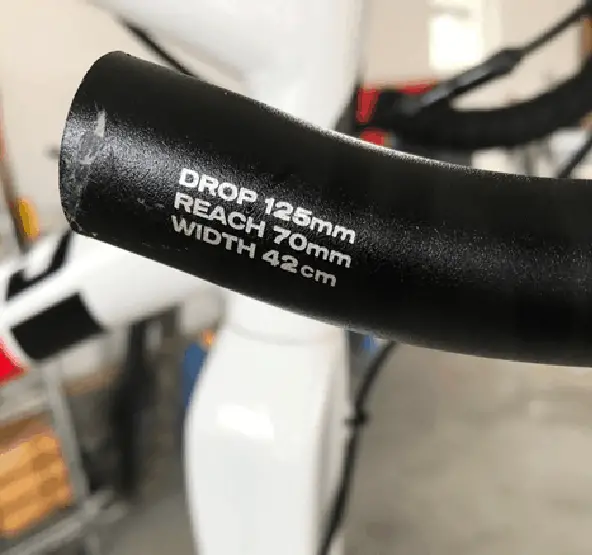 DROP 125mm
REACH 70mm
WIDTH 42cm